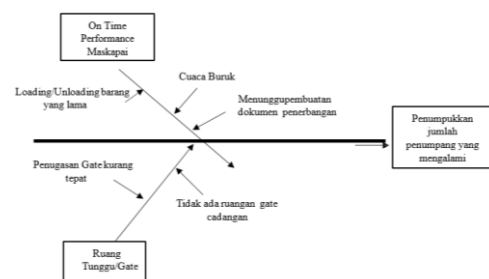 On Time
Performance
Maskapai
Cuaca Buruk
Loading/Unloading barang
yang lama
Menunggupembuatan
dokumen penerbangan
Penumpukkan
jumlah
penumpang yang
mengalami
Penugasan Gate kurang
tepat
Tidak ada ruangan gate
cadangan
Ruang
Tunggu/Gate